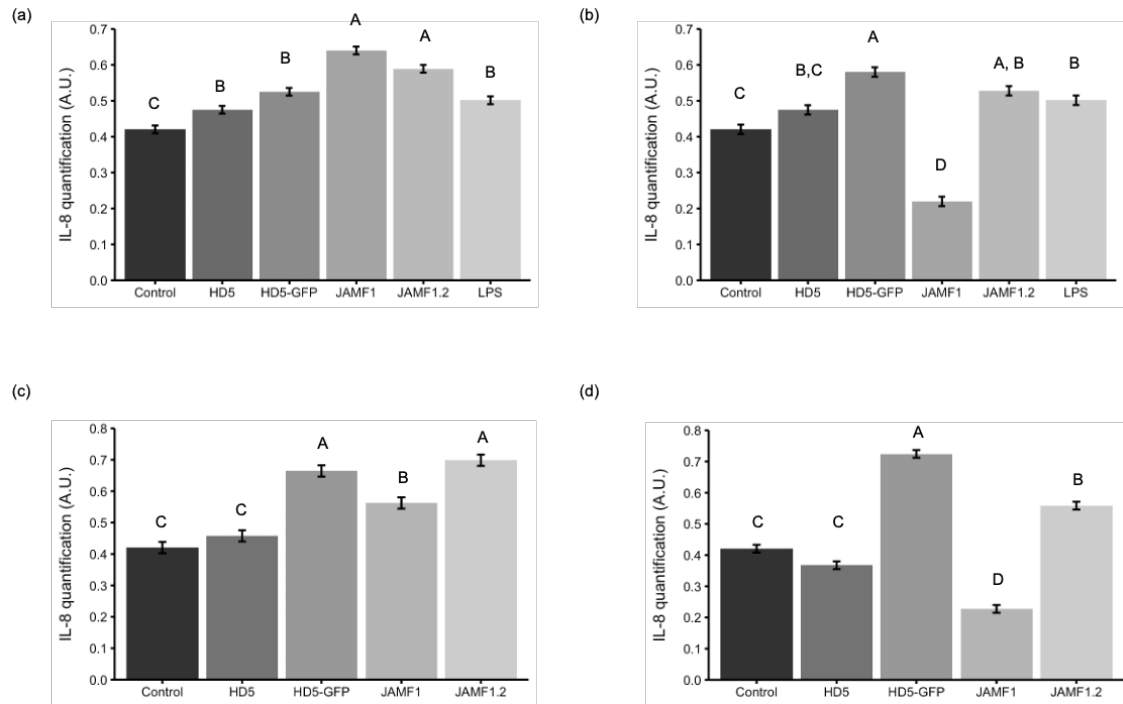 (a)
A
A
B
B
B
C
0.7
0.6
0.5
0.4
0.3
0.2
0.1
0.0
IL-8 quantification (A.U.)
Control HD5 HD5-GFP JAMF1 JAMF1.2 LPS
(b)
A
B,C
A, B
B
C
D
0.7
0.6
0.5
0.4
0.3
0.2
0.1
0.0
IL-8 quantification (A.U.)
Control HD5 HD5-GFP JAMF1 JAMF1.2 LPS
(c)
A
A
B
C
C
0.8
0.7
0.6
0.5
0.4
0.3
0.2
0.1
0.0
IL-8 quantification (A.U.)
Control HD5 HD5-GFP JAMF1 JAMF1.2
(d)
A
B
C
C
D
0.8
0.7
0.6
0.5
0.4
0.3
0.2
0.1
0.0
IL-8 quantification (A.U.)
Control HD5 HD5-GFP JAMF1 JAMF1.2